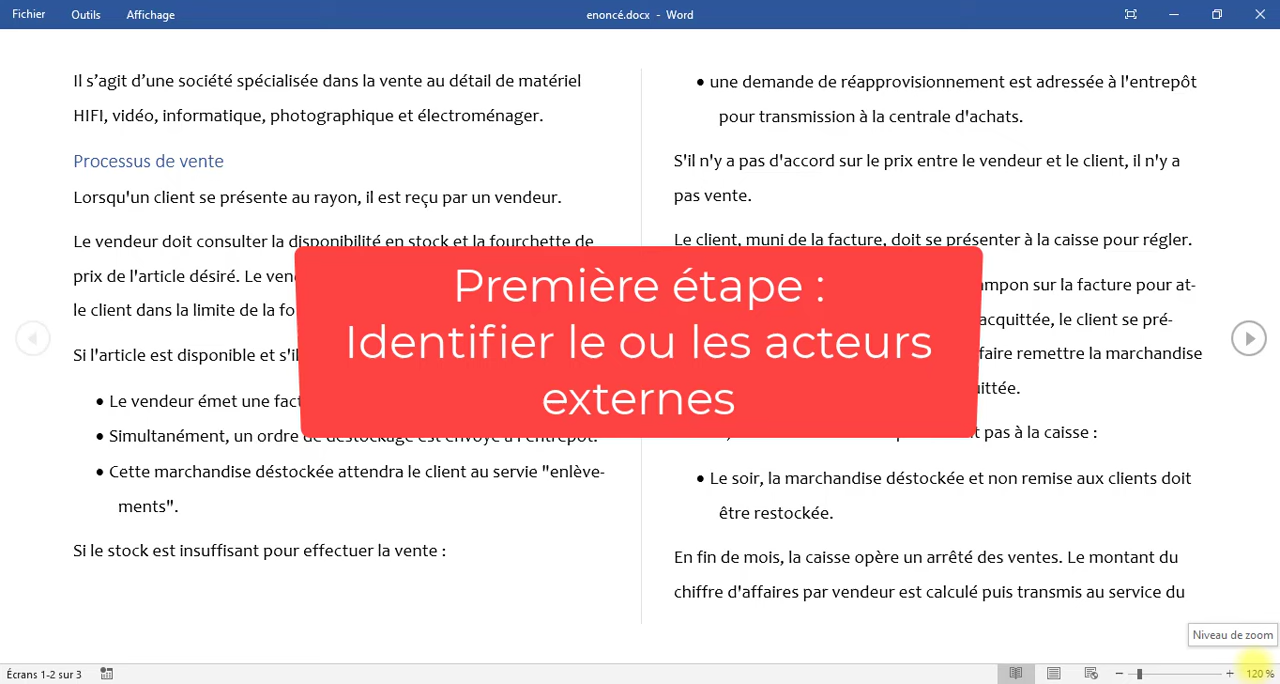 Fichier Outils Affichage enoncé.docx - Word
Il s’agit d’une société spécialisée dans la vente au détail de matériel
HIFI, vidéo, informatique, photographique et électroménager.
Processus de vente
Lorsqu'un client se présente au rayon, il est reçu par un vendeur.
Le vendeur doit consulter la disponibilité en stock et la fourchette de
prix de l'article désiré. Le
le client dans la limite de la
Si l'article est disponible et
• Le vendeur émet une
• Simultanément, un ordre de déstockage est envoyé à l'entrepôt.
• Cette marchandise déstockée attendra le client au servie "enlève-
ments".
Si le stock est insuffisant pour effectuer la vente :
• une demande de réapprovisionnement est adressée à l'entrepôt
pour transmission à la centrale d'achats.
S'il n'y a pas d'accord sur le prix entre le vendeur et le client, il n'y a
pas vente.
Le client, muni de la facture, doit se présenter à la caisse pour régler.
sur la facture pour at-
acquittée, le client se pré-
faire remettre la marchandise
pas à la caisse :
• Le soir, la marchandise déstockée et non remise aux clients doit
être restockée.
En fin de mois, la caisse opère un arrêté des ventes. Le montant du
chiffre d'affaires par vendeur est calculé puis transmis au service du
Première étape :
Identifier le ou les acteurs
externes
Niveau de zoom
Écrans 1-2 sur 3
120 %